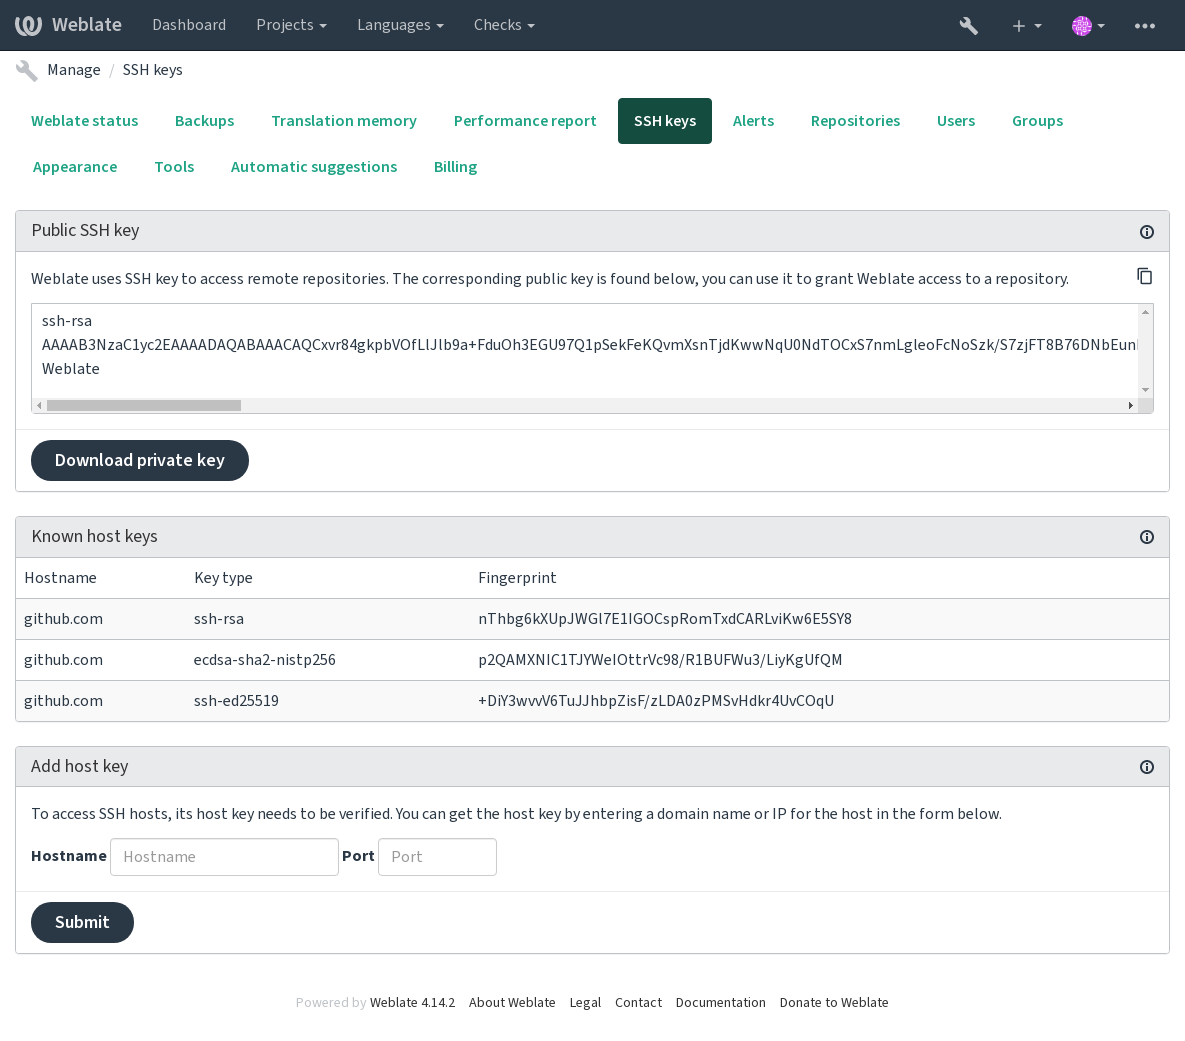 Weblate Dashboard Projects Languages Checks
Manage / SSH keys
Weblate status Backups Translation memory Performance report SSH keys Alerts Repositories Users Groups
Appearance Tools Automatic suggestions Billing
Public SSH key
Weblate uses SSH key to access remote repositories. The corresponding public key is found below, you can use it to grant Weblate access to a repository.
ssh-rsa
AAAAB3NzaC1yc2EAAAADAQABAAACAQCxvr84gkpbVOfLlJlb9a+FduOh3EGU97Q1pSekFeKQvmXsnTjdKwwNqU0NdTOCxS7nmLgleoFcNoSzk/S7zjFT8B76DNbEun
Weblate
Download private key
Known host keys
Hostname Key type Fingerprint
github.com ssh-rsa nThbg6kXUpJWGl7E1IGOCspRomTxdCARLviKw6E5SY8
github.com ecdsa-sha2-nistp256 p2QAMXNIC1TJYWeIOttrVc98/R1BUFWu3/LiyKgUfQM
github.com ssh-ed25519 +DiY3wvvV6TuJJhbpZisF/zLDA0zPMSvHdkr4UvCOqU
Add host key
To access SSH hosts, its host key needs to be verified. You can get the host key by entering a domain name or IP for the host in the form below.
Hostname Hostname Port Port
Submit
Powered by Weblate 4.14.2 About Weblate Legal Contact Documentation Donate to Weblate